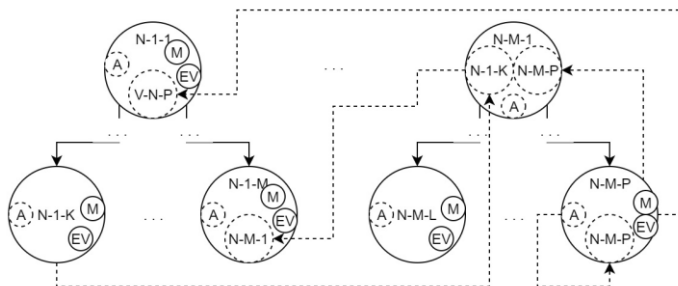 N-1-1
M
A
EV
V-N-P
. . .
N-M-1
N-1-K
N-M-P
A
. . .
. . .
. . .
. . .
A
N-1-K
M
EV
. . .
N-1-M
M
A
EV
N-M-1
. . .
A
N-M-L
M
EV
. . .
N-M-P
M
A
EV
N-M-P